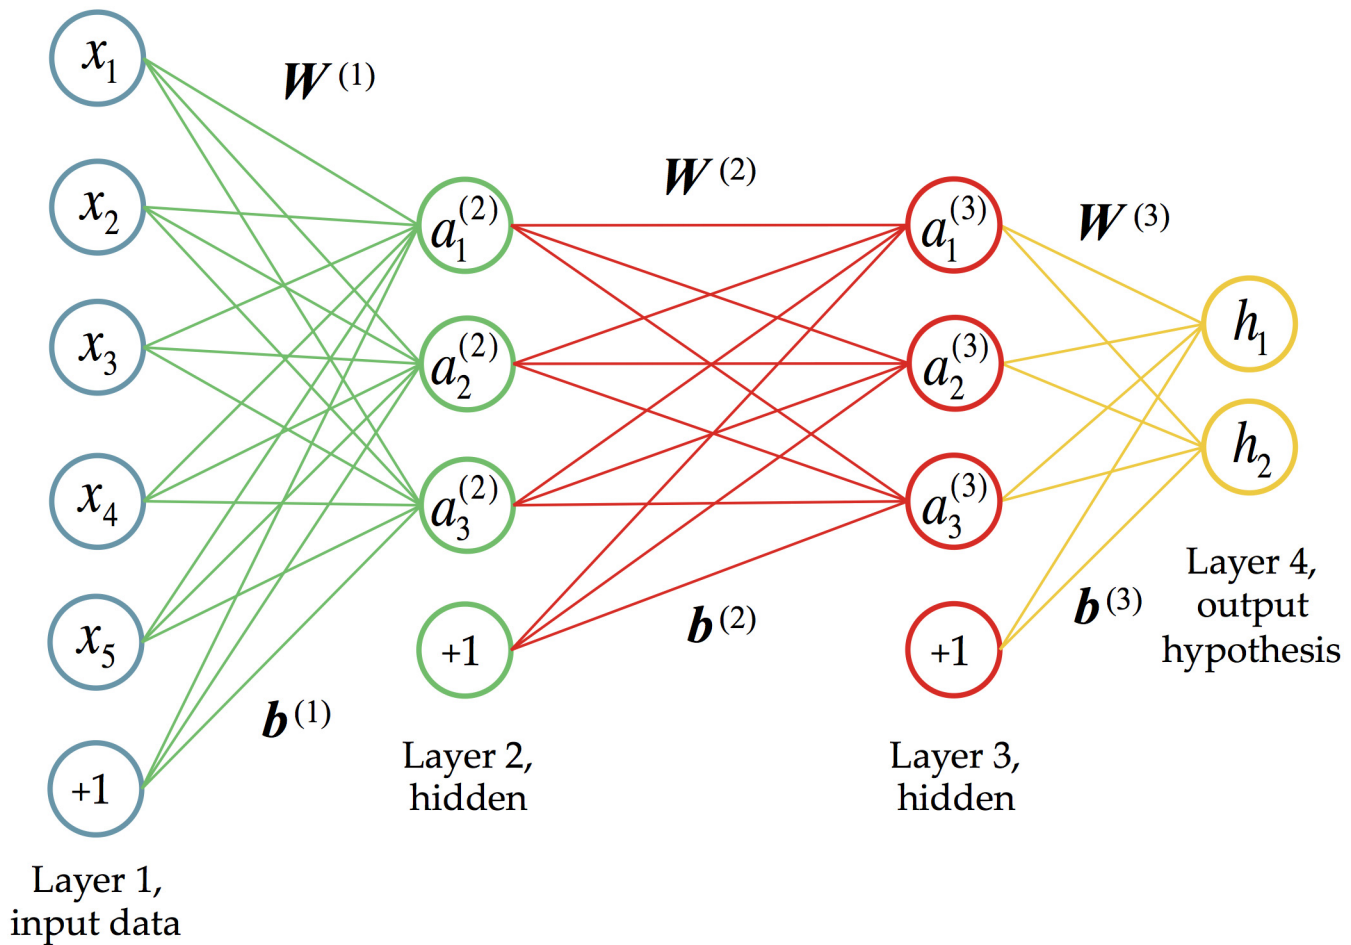 x₁
x₂
x₃
x₄
x₅
+1
Layer 1,
input data
W⁽¹⁾
b⁽¹⁾
a₁⁽²⁾
a₂⁽²⁾
a₃⁽²⁾
+1
Layer 2,
hidden
W⁽²⁾
b⁽²⁾
a₁⁽³⁾
a₂⁽³⁾
a₃⁽³⁾
+1
Layer 3,
hidden
W⁽³⁾
b⁽³⁾
h₁
h₂
Layer 4,
output
hypothesis